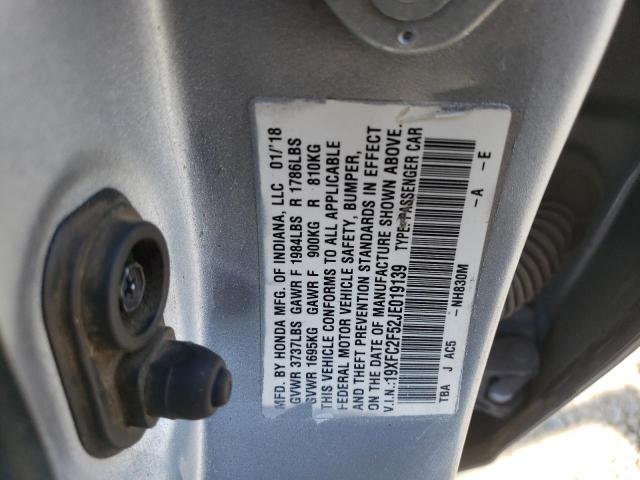 MFD. BY HONDA MFG. OF INDIANA, LLC 01/'18
GVWR 3737LBS GAWR F 1984LBS R 1786LBS
GVWR 1695KG GAWR F 900KG R 810KG
THIS VEHICLE CONFORMS TO ALL APPLICABLE
FEDERAL MOTOR VEHICLE SAFETY, BUMPER,
AND THEFT PREVENTION STANDARDS IN EFFECT
ON THE DATE OF MANUFACTURE SHOWN ABOVE.
V.I.N.:19XFC2F52JE019139 TYPE:PASSENGER CAR
TBA J AC5 -NH830M -A -E